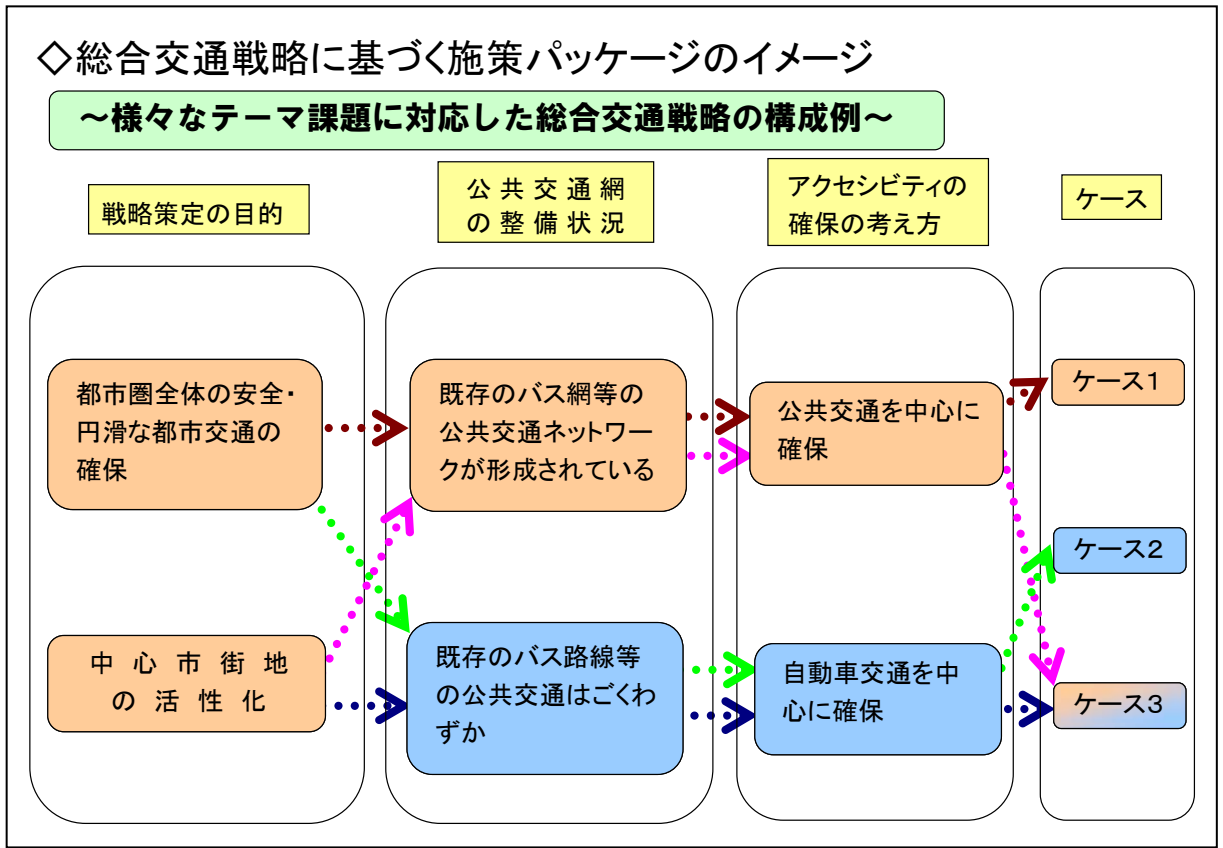 ◇総合交通戦略に基づく施策パッケージのイメージ
～様々なテーマ課題に対応した総合交通戦略の構成例～
戦略策定の目的
公共交通網
の整備状況
アクセシビティの
確保の考え方
ケース
都市圏全体の安全・
円滑な都市交通の
確保
既存のバス網等の
公共交通ネットワー
クが形成されている
公共交通を中心に
確保
ケース1
ケース2
中心市街地
の活性化
既存のバス路線等
の公共交通はごくわ
ずか
自動車交通を中
心に確保
ケース3